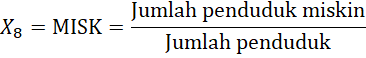 X₈ = MISK = Jumlah penduduk miskin / Jumlah penduduk